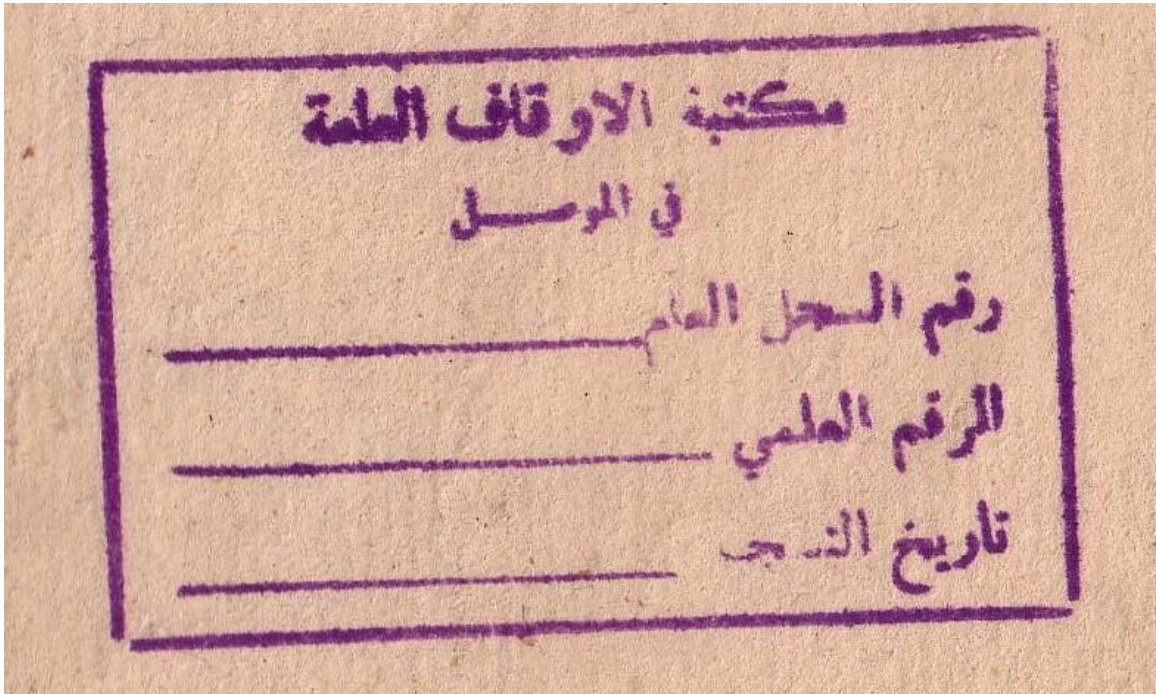 مكتبة الاوقاف العامة
في الموصل
رقم السجل العام
الرقم العلمي
تاريخ